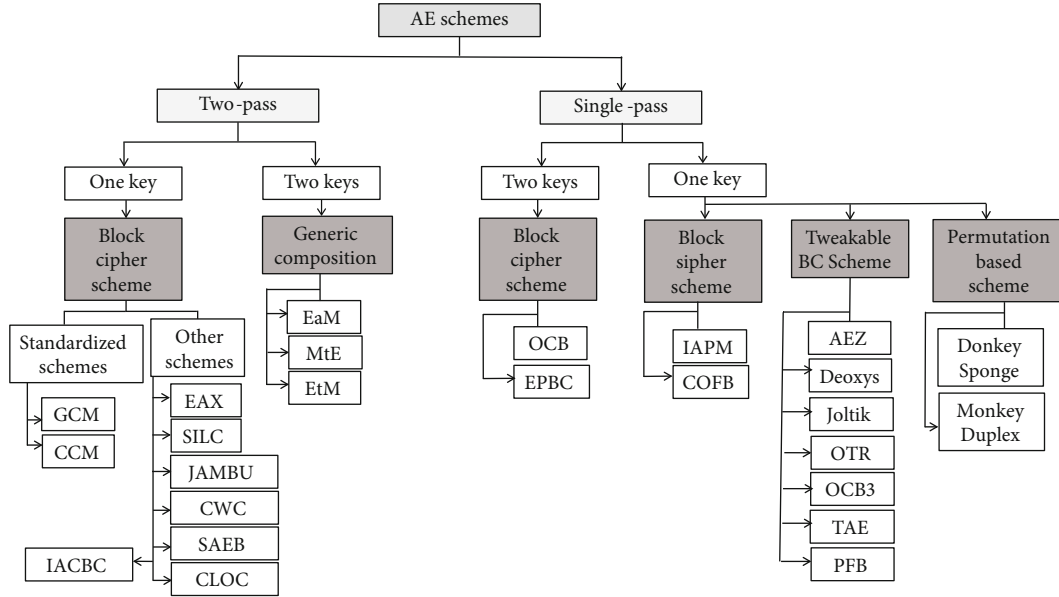 AE schemes
Two-pass
Single -pass
One key
Two keys
Two keys
One key
Block
cipher
scheme
Generic
composition
Block
cipher
scheme
Block
sipher
scheme
Tweakable
BC Scheme
Permutation
based
scheme
Standardized
schemes
Other
schemes
GCM
CCM
EAX
SILC
JAMBU
CWC
SAEB
IACBC
CLOC
EaM
MtE
EtM
OCB
EPBC
IAPM
COFB
AEZ
Deoxys
Joltik
OTR
OCB3
TAE
PFB
Donkey
Sponge
Monkey
Duplex